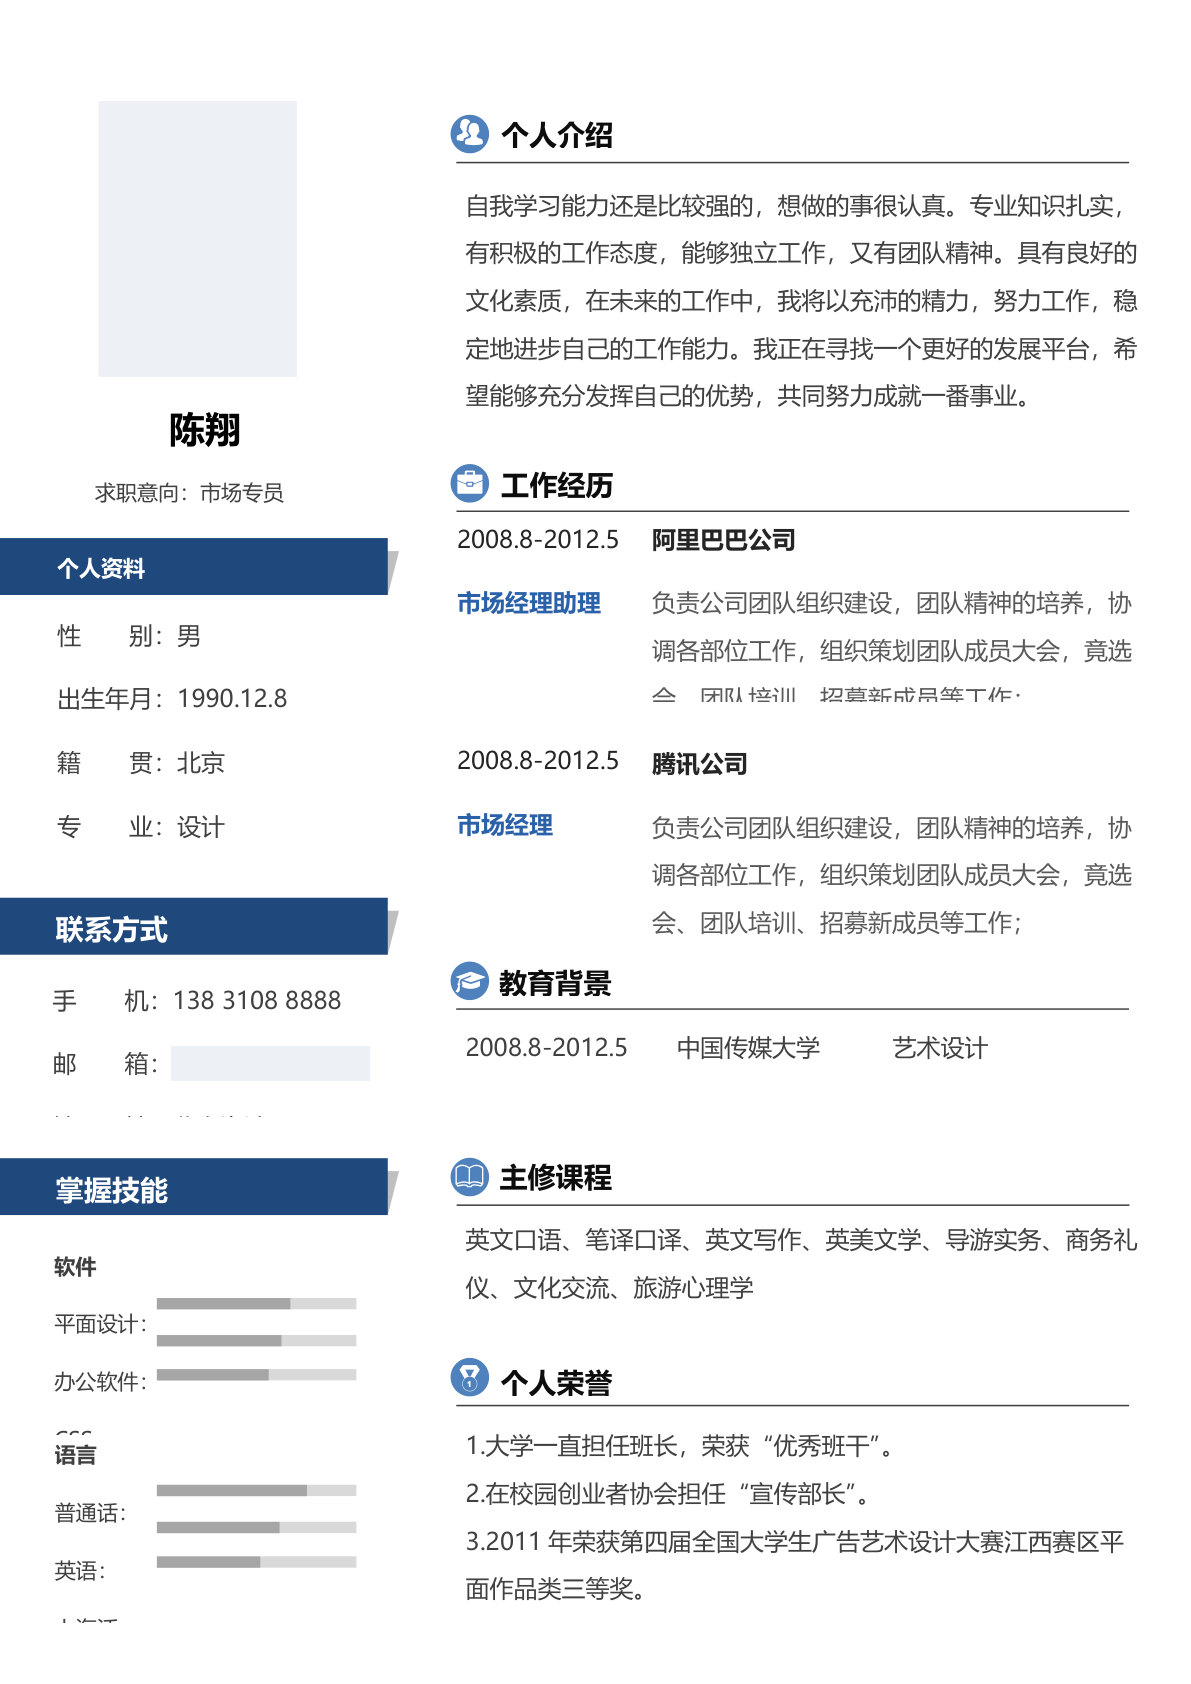 陈翔
求职意向：市场专员
个人资料
性　　别：男
出生年月：1990.12.8
籍　　贯：北京
专　　业：设计
联系方式
手　　机：138 3108 8888
邮　　箱：
掌握技能
软件
平面设计：
办公软件：
语言
普通话：
英语：
个人介绍
自我学习能力还是比较强的，想做的事很认真。专业知识扎实，
有积极的工作态度，能够独立工作，又有团队精神。具有良好的
文化素质，在未来的工作中，我将以充沛的精力，努力工作，稳
定地进步自己的工作能力。我正在寻找一个更好的发展平台，希
望能够充分发挥自己的优势，共同努力成就一番事业。
工作经历
2008.8-2012.5　阿里巴巴公司
市场经理助理　负责公司团队组织建设，团队精神的培养，协
调各部位工作，组织策划团队成员大会，竟选
会、团队培训、招募新成员等工作；
2008.8-2012.5　腾讯公司
市场经理　负责公司团队组织建设，团队精神的培养，协
调各部位工作，组织策划团队成员大会，竟选
会、团队培训、招募新成员等工作；
教育背景
2008.8-2012.5　中国传媒大学　艺术设计
主修课程
英文口语、笔译口译、英文写作、英美文学、导游实务、商务礼
仪、文化交流、旅游心理学
个人荣誉
1.大学一直担任班长，荣获“优秀班干”。
2.在校园创业者协会担任“宣传部长”。
3.2011 年荣获第四届全国大学生广告艺术设计大赛江西赛区平
面作品类三等奖。